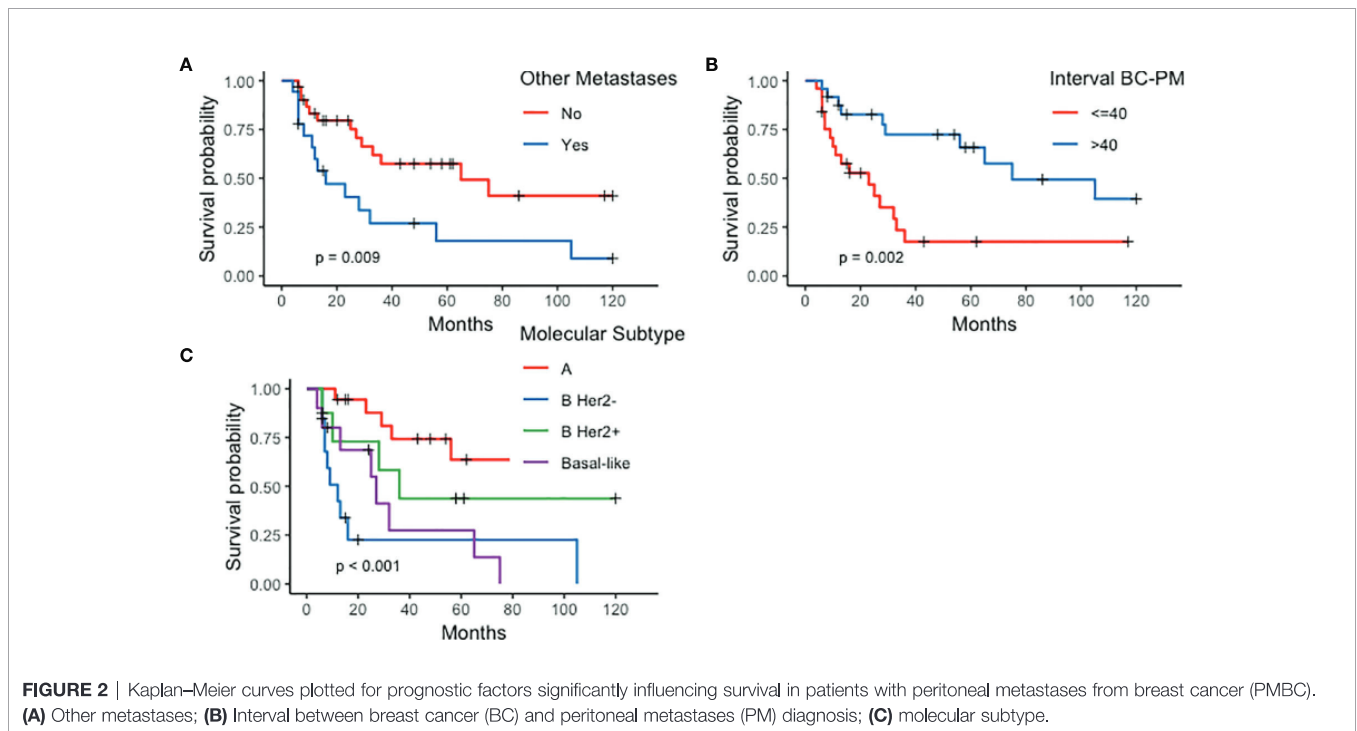 A
Other Metastases
No
Yes
Survival probability
1.00
0.75
0.50
0.25
0.00
p = 0.009
0 20 40 60 80 100 120
Months
B
Interval BC-PM
<=40
>40
Survival probability
1.00
0.75
0.50
0.25
0.00
p = 0.002
0 20 40 60 80 100 120
Months
C
Molecular Subtype
A
B Her2-
B Her2+
Basal-like
Survival probability
1.00
0.75
0.50
0.25
0.00
p < 0.001
0 20 40 60 80 100 120
Months
FIGURE 2 | Kaplan–Meier curves plotted for prognostic factors significantly influencing survival in patients with peritoneal metastases from breast cancer (PMBC).
(A) Other metastases; (B) Interval between breast cancer (BC) and peritoneal metastases (PM) diagnosis; (C) molecular subtype.